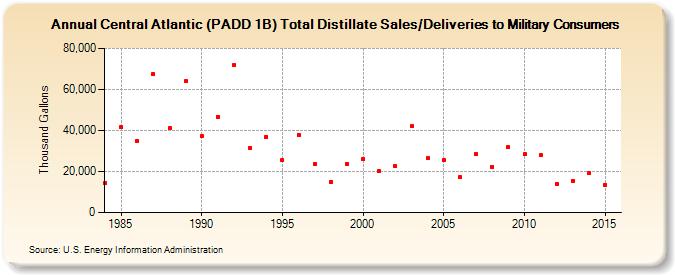 Annual Central Atlantic (PADD 1B) Total Distillate Sales/Deliveries to Military Consumers
Thousand Gallons
80,000
60,000
40,000
20,000
0
1985 1990 1995 2000 2005 2010 2015
Source: U.S. Energy Information Administration